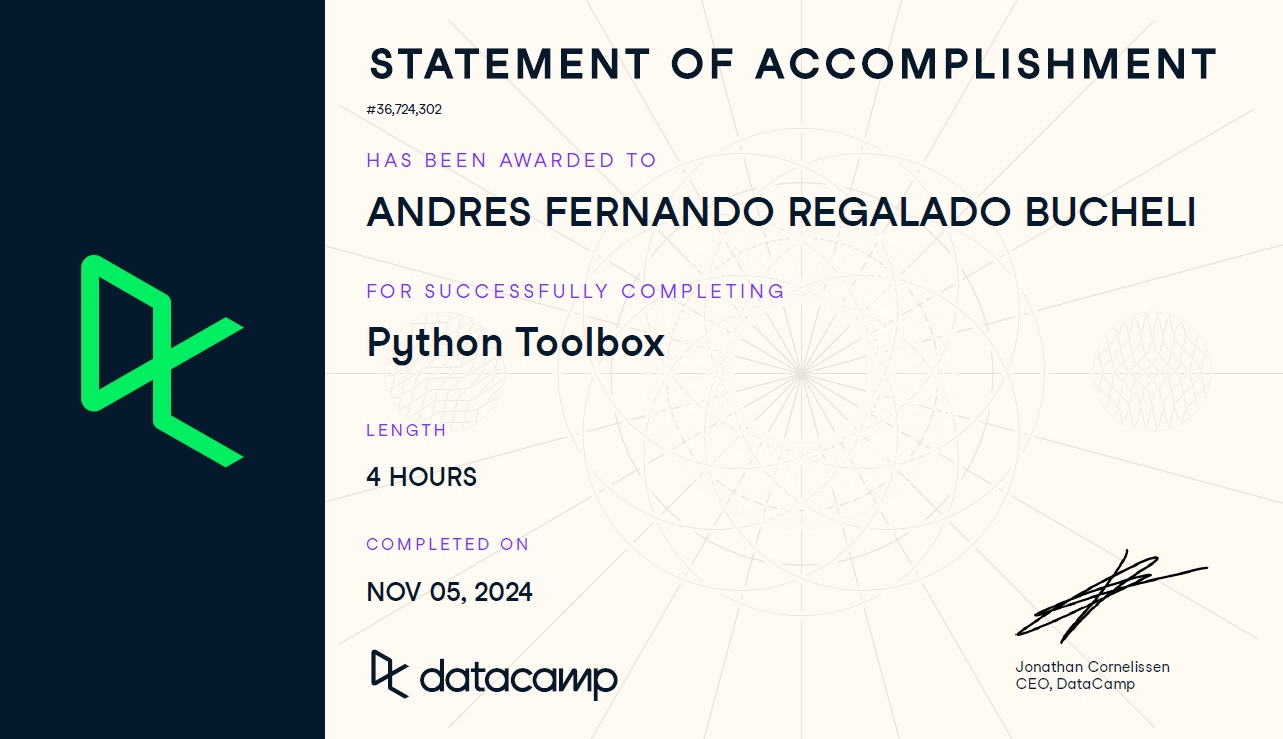 STATEMENT OF ACCOMPLISHMENT
#36,724,302
HAS BEEN AWARDED TO
ANDRES FERNANDO REGALADO BUCHELI
FOR SUCCESSFULLY COMPLETING
Python Toolbox
LENGTH
4 HOURS
COMPLETED ON
NOV 05, 2024
datacamp
Jonathan Cornelissen
CEO, DataCamp